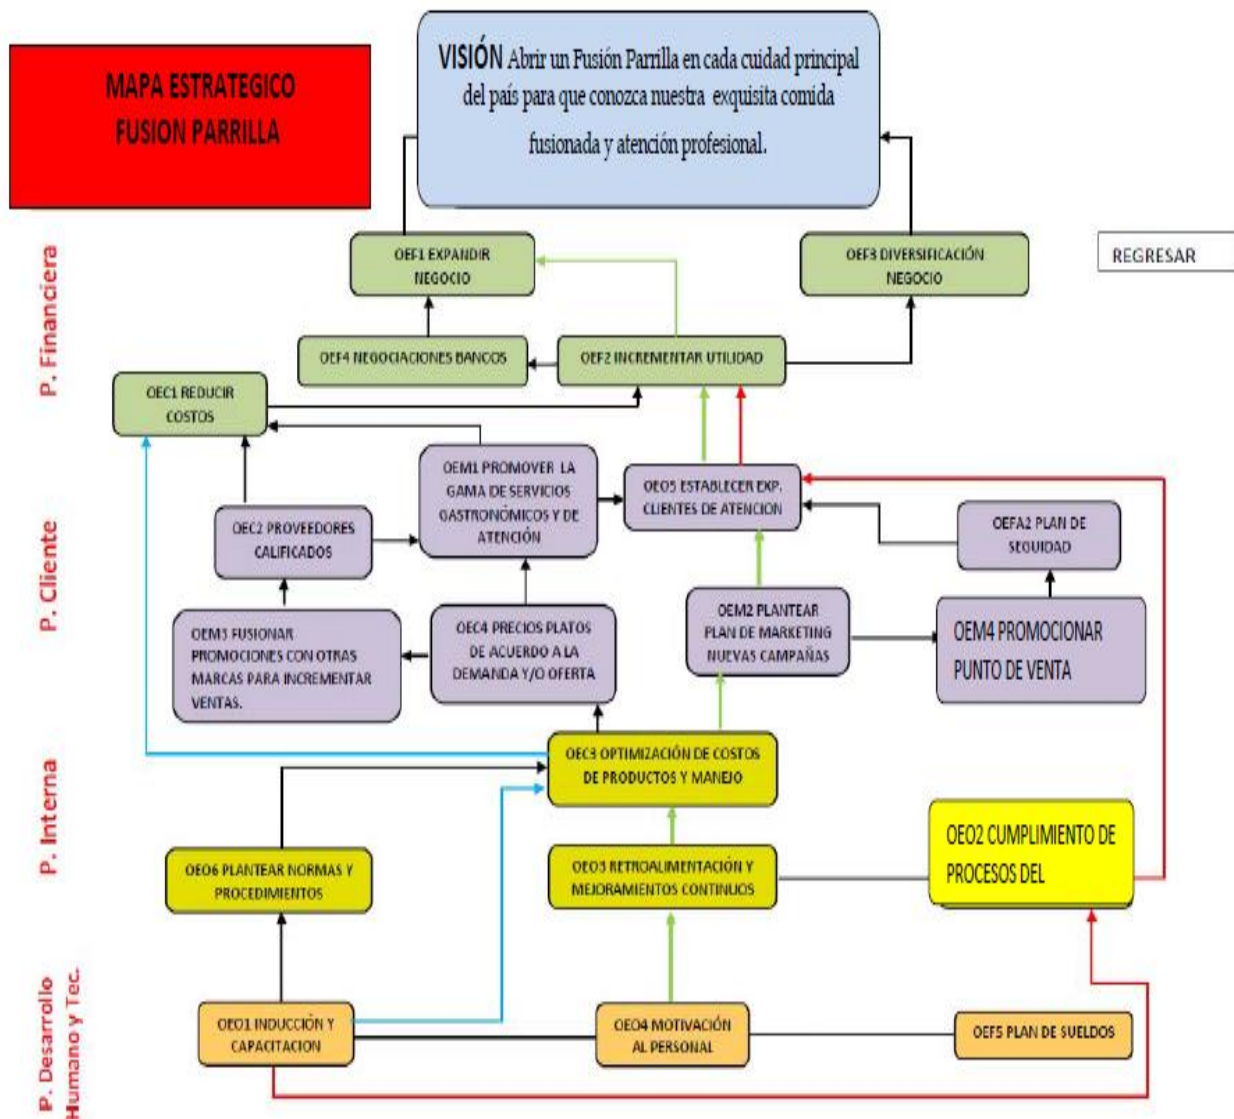 MAPA ESTRATEGICO
FUSION PARRILLA
VISIÓN Abrir un Fusión Parrilla en cada cuidad principal
del país para que conozca nuestra exquisita comida
fusionada y atención profesional.
P. Financiera
OEF1 EXPANDIR
NEGOCIO
OEF3 DIVERSIFICACIÓN
NEGOCIO
REGRESAR
OEF4 NEGOCIACIONES BANCOS
OEF2 INCREMENTAR UTILIDAD
OEC1 REDUCIR
COSTOS
P. Cliente
OEM1 PROMOVER LA
GAMA DE SERVICIOS
GASTRONÓMICOS Y DE
ATENCIÓN
OEO5 ESTABLECER EXP.
CLIENTES DE ATENCION
OEC2 PROVEEDORES
CALIFICADOS
OEFA2 PLAN DE
SEGUIDAD
OEM3 FUSIONAR
PROMOCIONES CON OTRAS
MARCAS PARA INCREMENTAR
VENTAS.
OEC4 PRECIOS PLATOS
DE ACUERDO A LA
DEMANDA Y/O OFERTA
OEM2 PLANTEAR
PLAN DE MARKETING
NUEVAS CAMPAÑAS
OEM4 PROMOCIONAR
PUNTO DE VENTA
P. Interna
OEC3 OPTIMIZACIÓN DE COSTOS
DE PRODUCTOS Y MANEJO
OEO6 PLANTEAR NORMAS Y
PROCEDIMIENTOS
OEO3 RETROALIMENTACIÓN Y
MEJORAMIENTOS CONTINUOS
OEO2 CUMPLIMIENTO DE
PROCESOS DEL
P. Desarrollo
Humano y Tec.
OEO1 INDUCCIÓN Y
CAPACITACION
OEO4 MOTIVACIÓN
AL PERSONAL
OEF5 PLAN DE SUELDOS